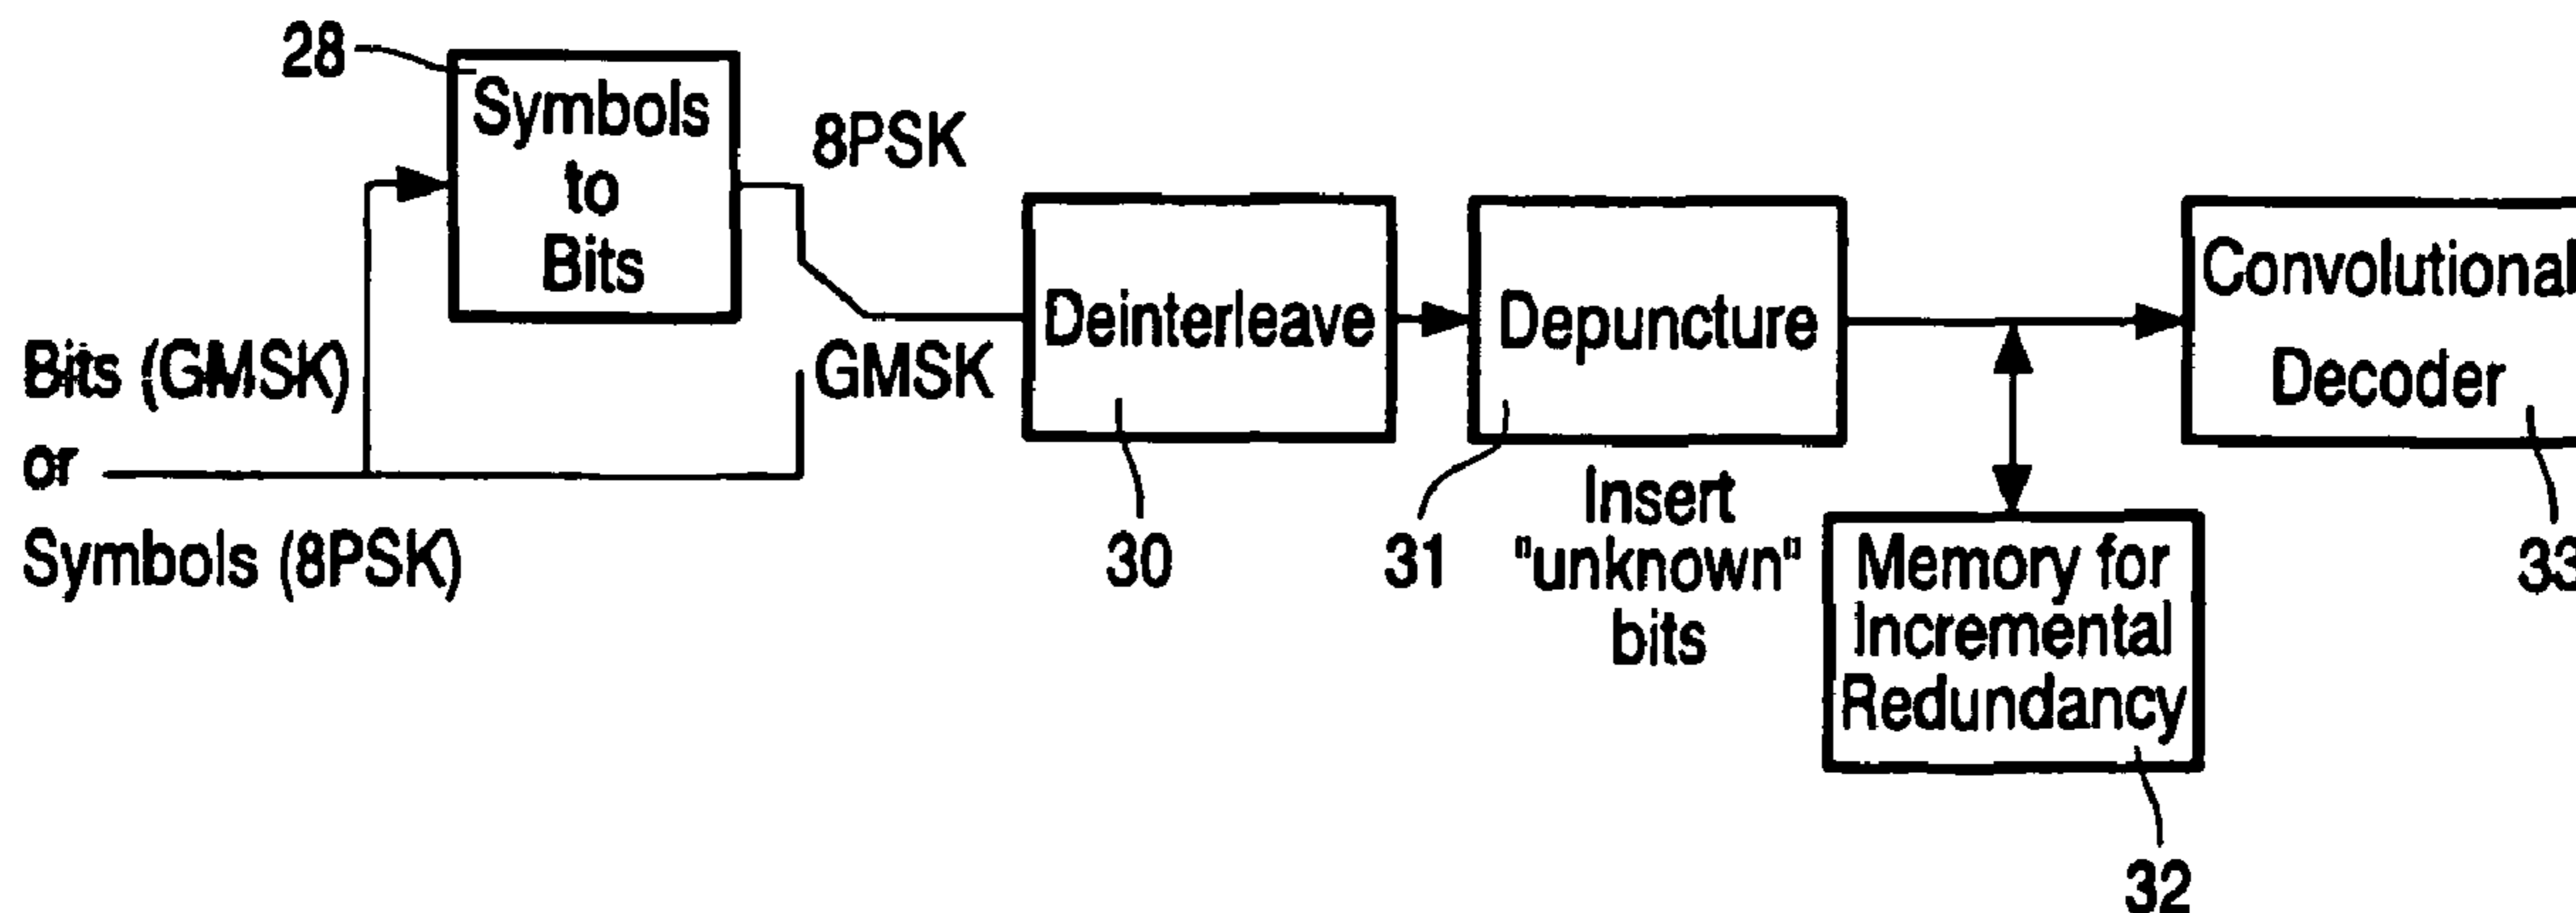 28
Symbols
to
Bits
8PSK
GMSK
Bits (GMSK)
or
Symbols (8PSK)
Deinterleave
30
Depuncture
31
Insert
"unknown"
bits
Memory for
Incremental
Redundancy
32
Convolutional
Decoder
33